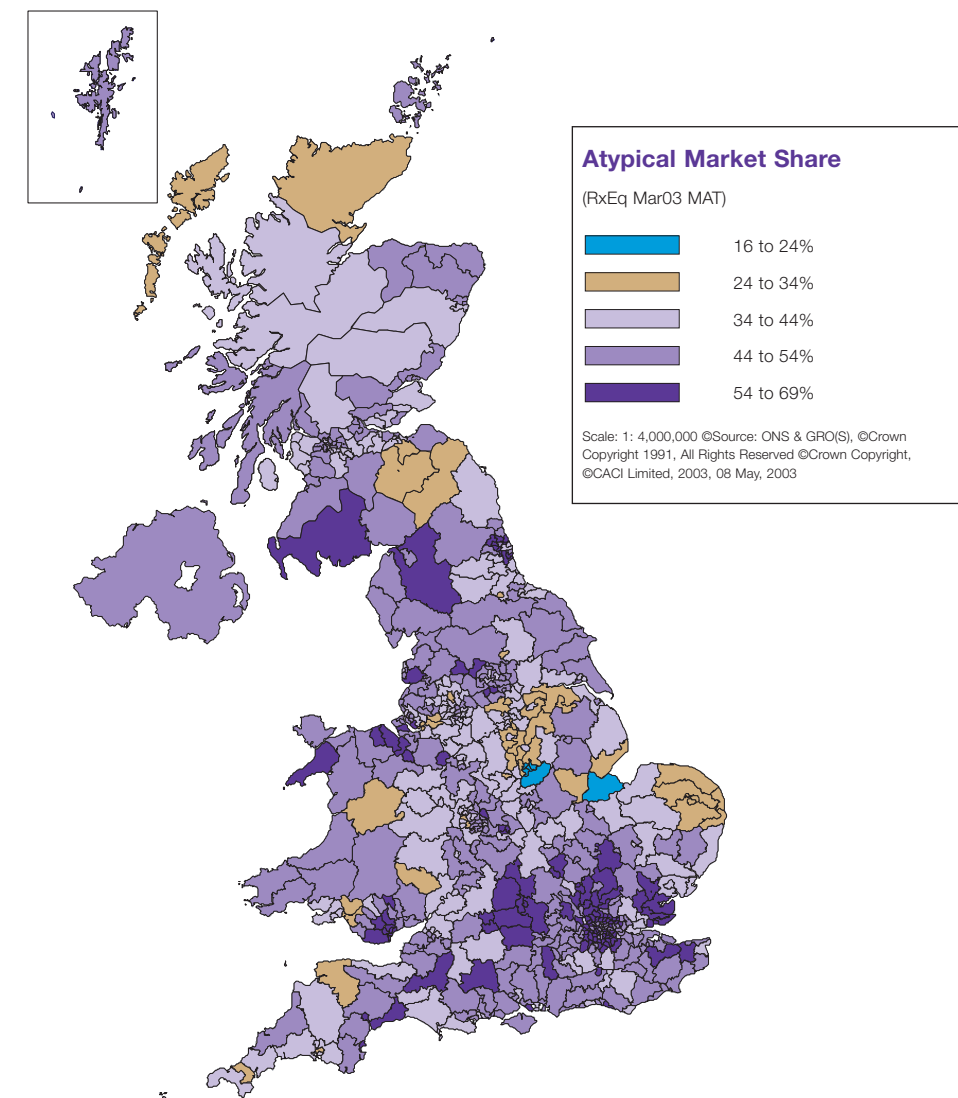 Atypical Market Share
(RxEq Mar03 MAT)
16 to 24%
24 to 34%
34 to 44%
44 to 54%
54 to 69%
Scale: 1: 4,000,000 ©Source: ONS & GRO(S), ©Crown
Copyright 1991, All Rights Reserved ©Crown Copyright,
©CACI Limited, 2003, 08 May, 2003